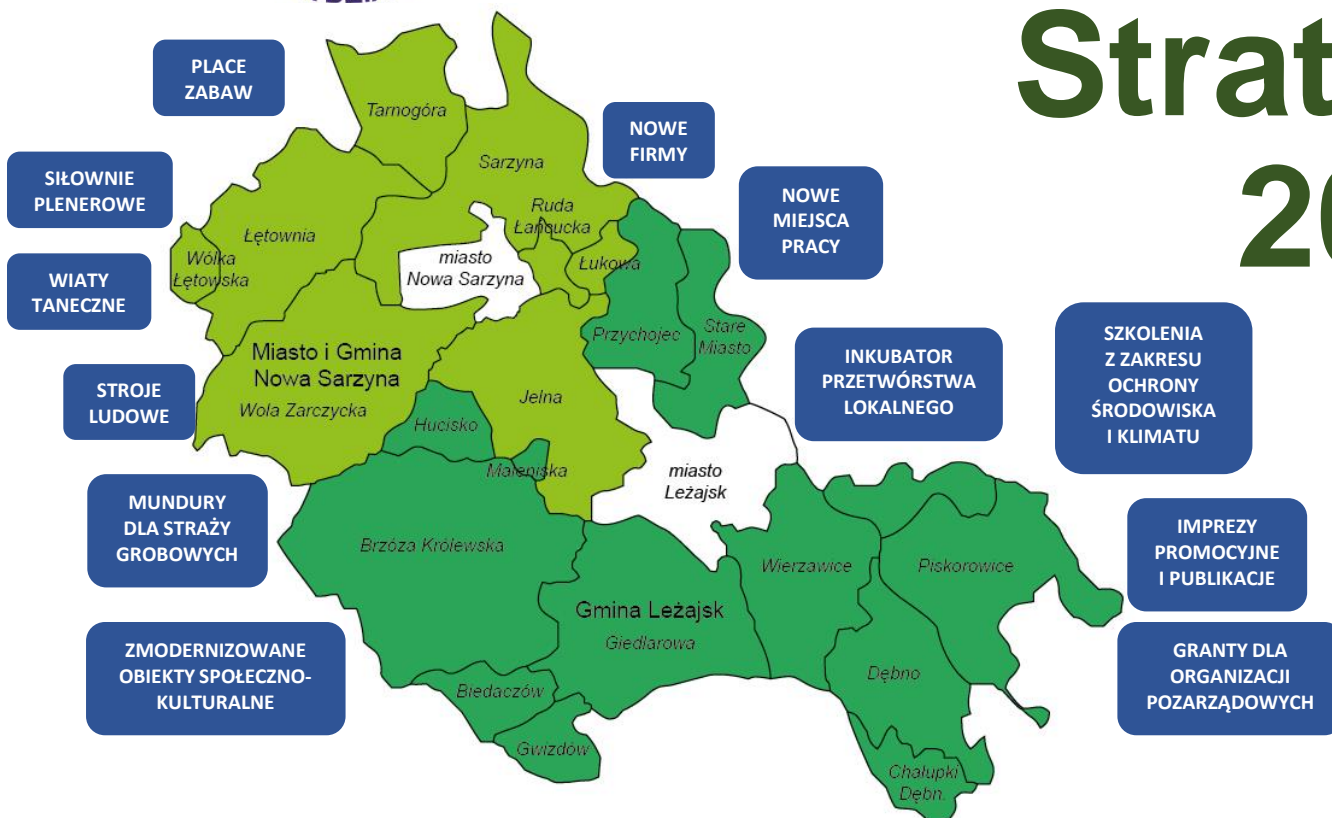 Strat
20
PLACE
ZABAW
NOWE
FIRMY
SIŁOWNIE
PLENEROWE
NOWE
MIEJSCA
PRACY
WIATY
TANECZNE
STROJE
LUDOWE
MUNDURY
DLA STRAŻY
GROBOWYCH
ZMODERNIZOWANE
OBIEKTY SPOŁECZNO-
KULTURALNE
INKUBATOR
PRZETWÓRSTWA
LOKALNEGO
SZKOLENIA
Z ZAKRESU
OCHRONY
ŚRODOWISKA
I KLIMATU
IMPREZY
PROMOCYJNE
I PUBLIKACJE
GRANTY DLA
ORGANIZACJI
POZARZĄDOWYCH
Tarnogóra
Sarzyna
Ruda
Łańcucka
Łętownia
Wólka
Łętowska
miasto
Nowa Sarzyna
Łukowa
Przychojec
Stare
Miasto
Miasto i Gmina
Nowa Sarzyna
Wola Zarczycka
Jelna
Hucisko
Maleniska
miasto
Leżajsk
Brzóza Królewska
Wierzawice
Piskorowice
Gmina Leżajsk
Giedlarowa
Dębno
Biedaczów
Gwizdów
Chałupki
Dębn.